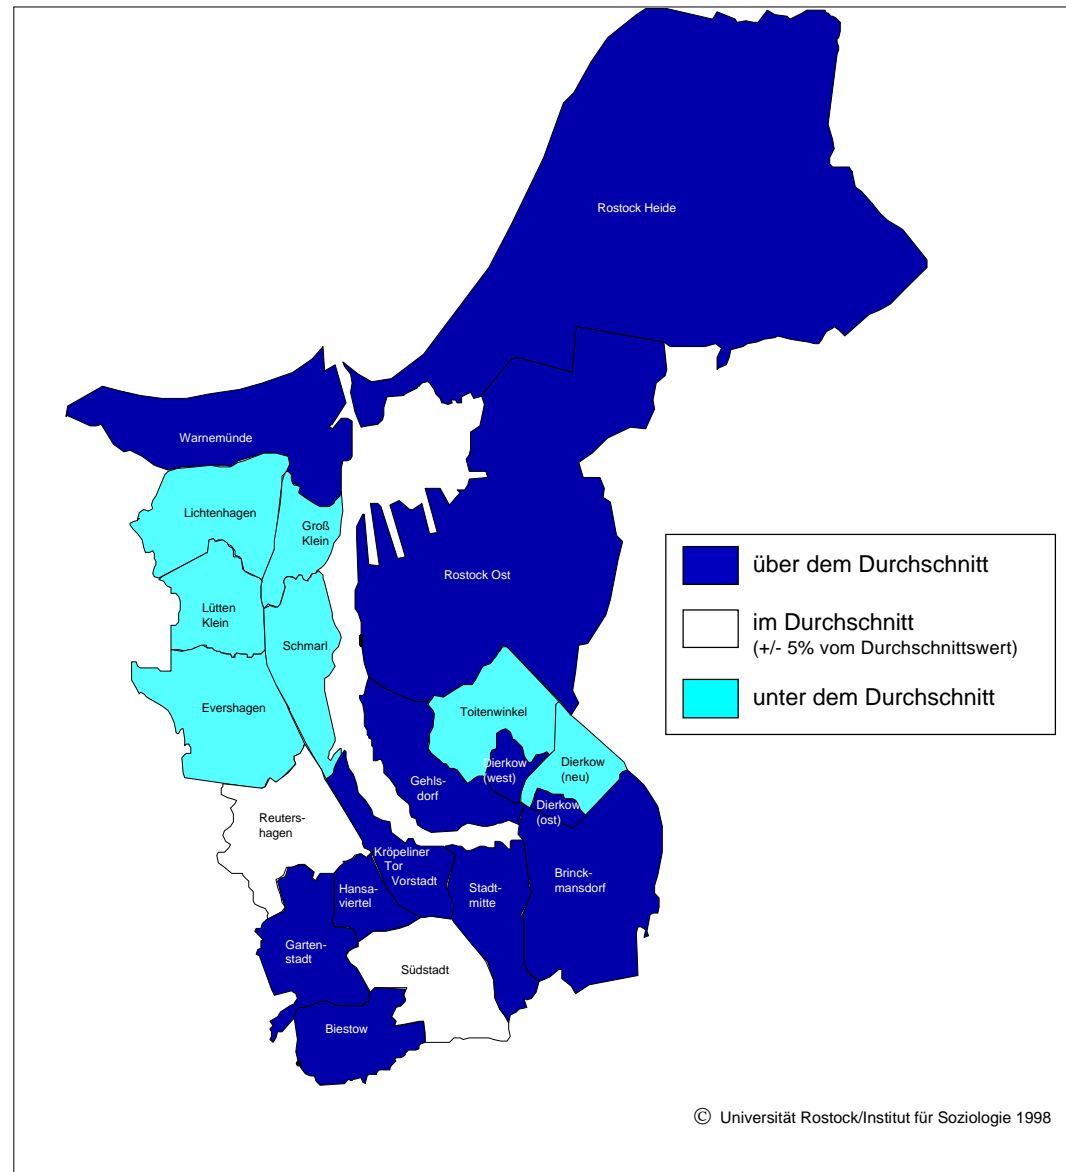 Rostock Heide
Warnemünde
Lichtenhagen
Groß
Klein
Rostock Ost
Lütten
Klein
Schmarl
Evershagen
Toitenwinkel
Dierkow
(west)
Dierkow
(neu)
Gehls-
dorf
Dierkow
(ost)
Reuters-
hagen
Kröpeliner
Tor
Vorstadt
Hansa-
viertel
Stadt-
mitte
Brinck-
mansdorf
Garten-
stadt
Südstadt
Biestow
über dem Durchschnitt
im Durchschnitt
(+/- 5% vom Durchschnittswert)
unter dem Durchschnitt
© Universität Rostock/Institut für Soziologie 1998